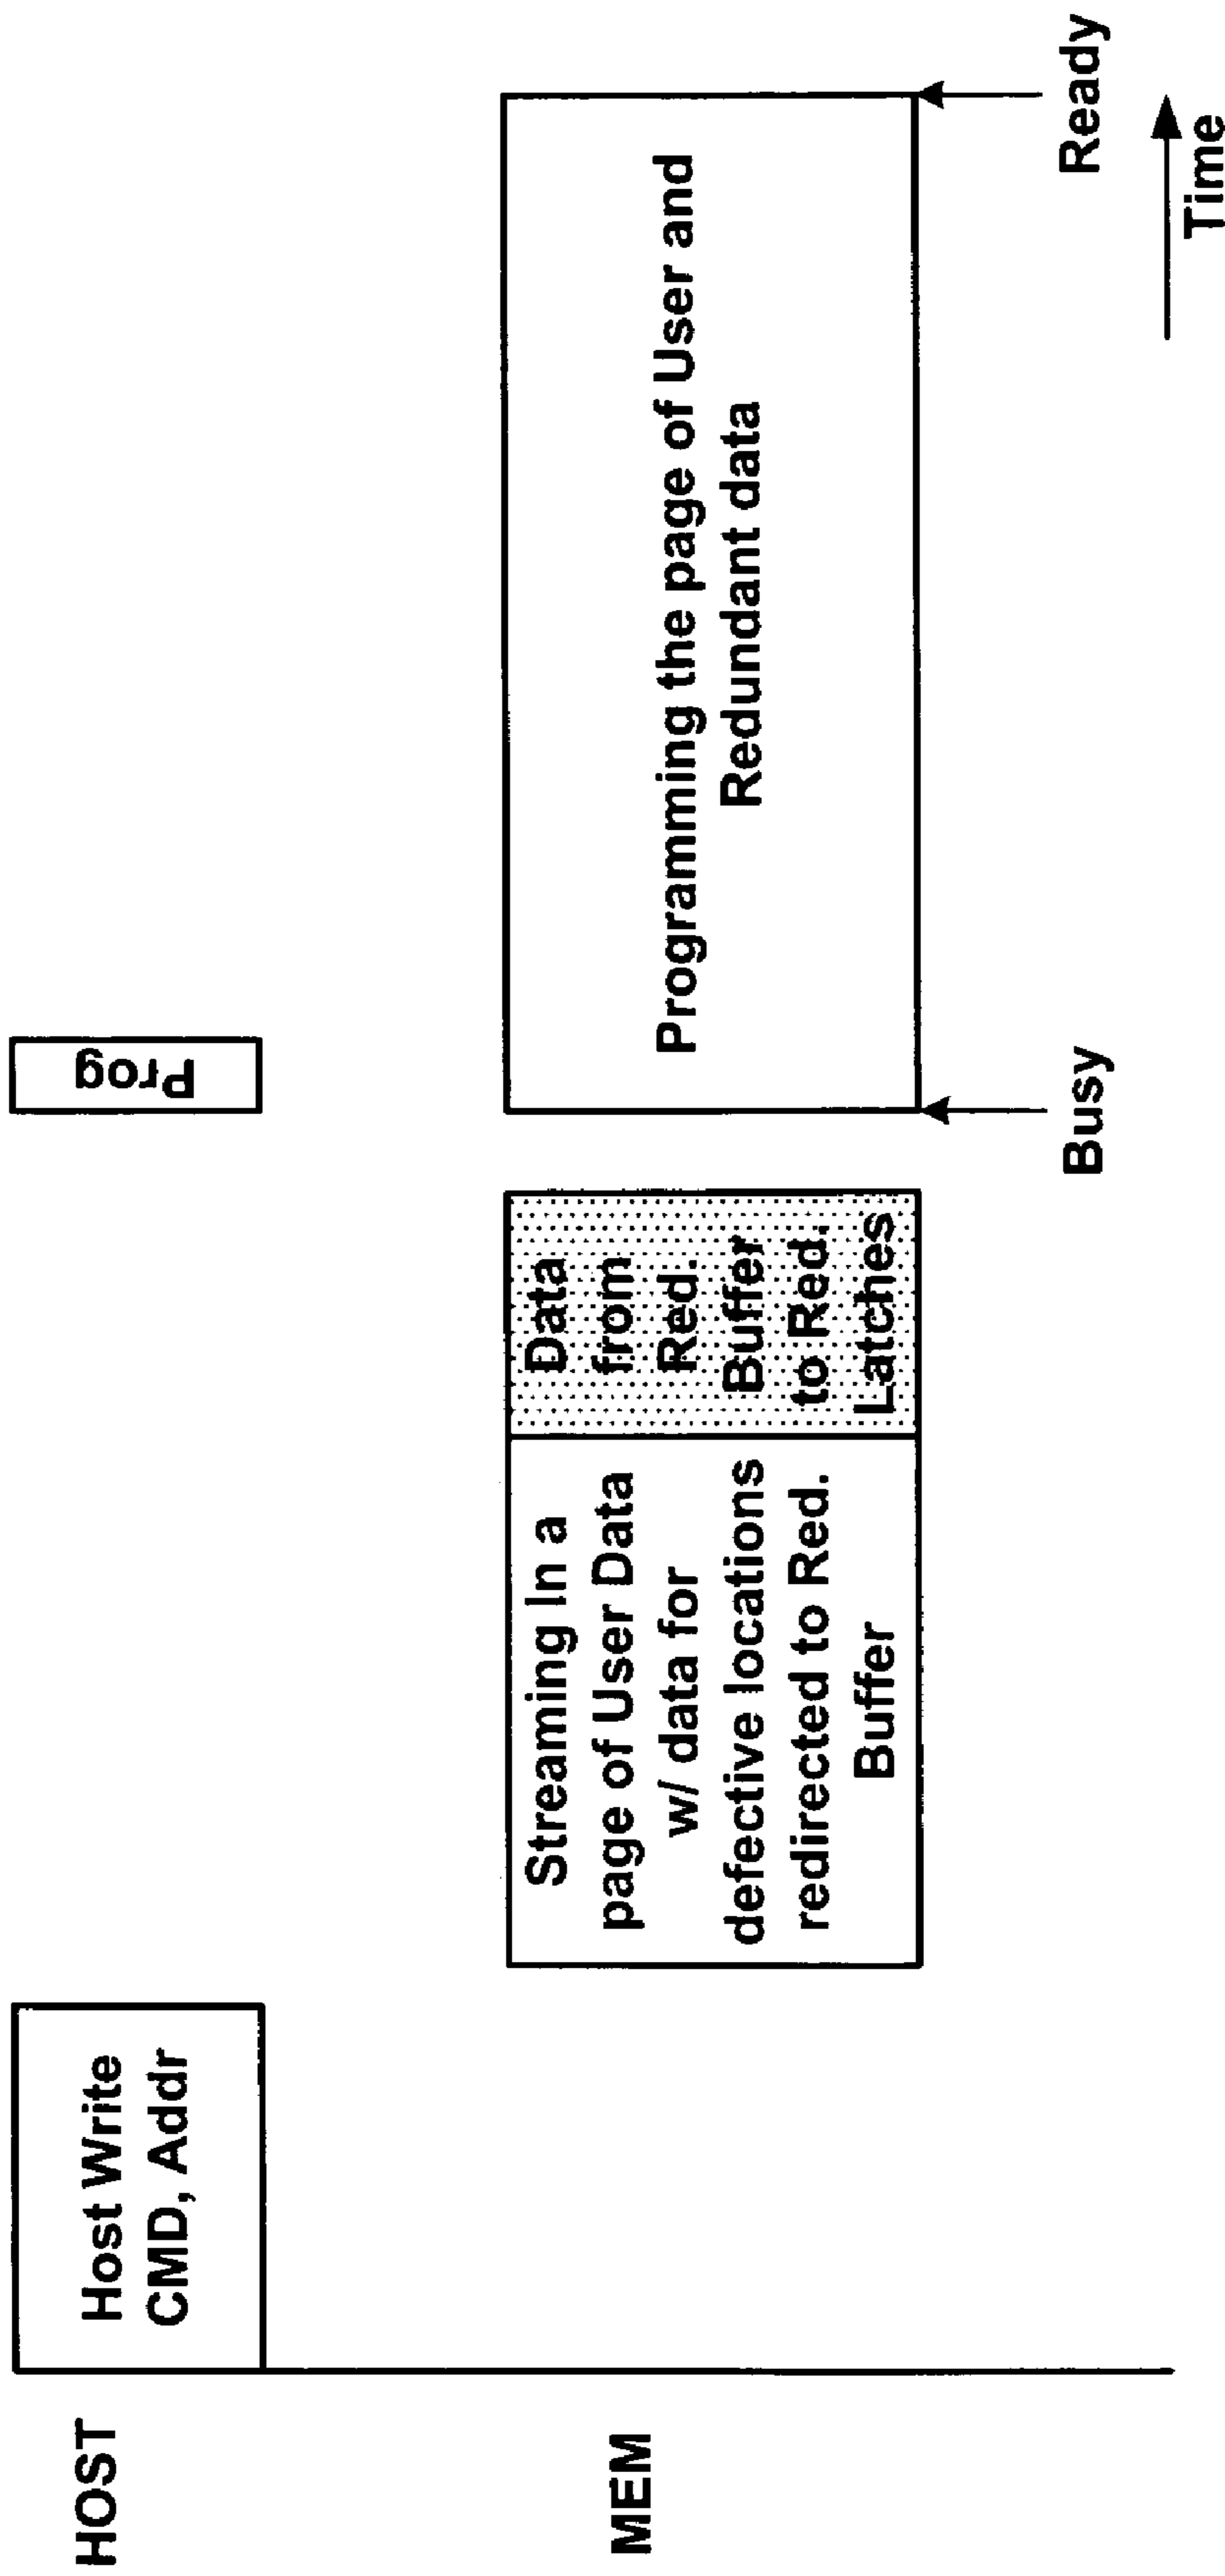 HOST
Host Write
CMD, Addr
Prog
MEM
Streaming In a
page of User Data
w/ data for
defective locations
redirected to Red.
Buffer
Data
from
Red.
Buffer
to Red.
Latches
Programming the page of User and
Redundant data
Busy
Ready
Time